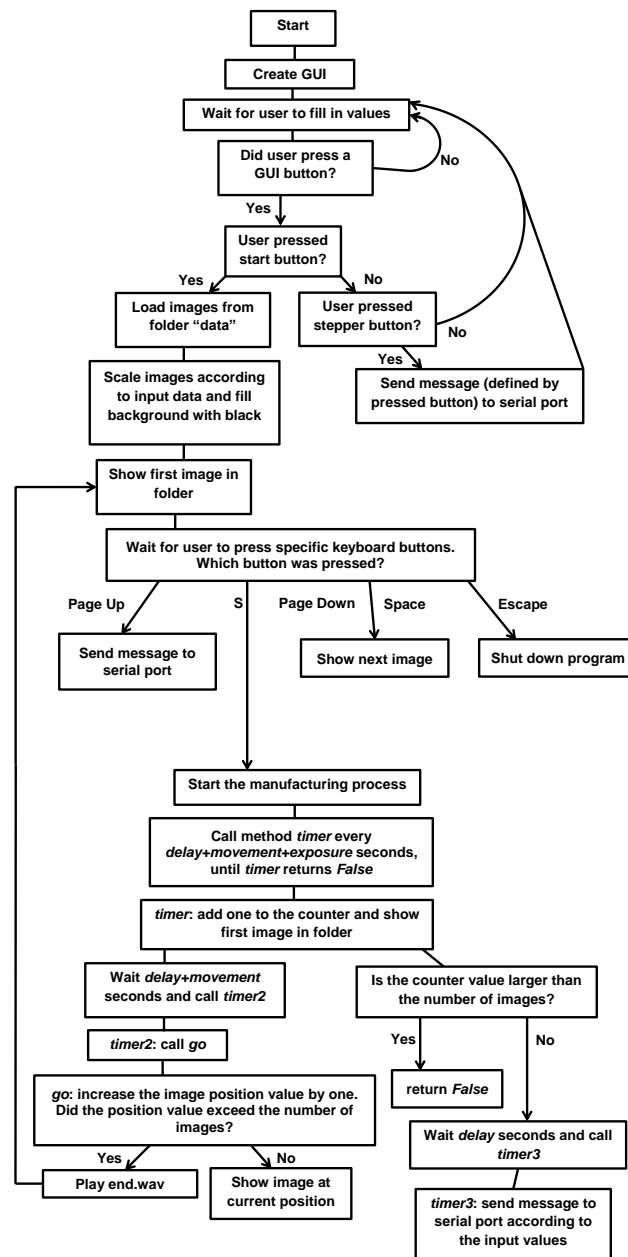 Start
Create GUI
Wait for user to fill in values
Did user press a
GUI button?
No
Yes
User pressed
start button?
Yes
No
Load images from
folder “data”
User pressed
stepper button?
No
Yes
Scale images according
to input data and fill
background with black
Send message (defined by
pressed button) to serial port
Show first image in
folder
Wait for user to press specific keyboard buttons.
Which button was pressed?
Page Up
S
Page Down
Space
Escape
Send message to
serial port
Show next image
Shut down program
Start the manufacturing process
Call method timer every
delay+movement+exposure seconds,
until timer returns False
timer: add one to the counter and show
first image in folder
Wait delay+movement
seconds and call timer2
Is the counter value larger than
the number of images?
timer2: call go
Yes
No
go: increase the image position value by one.
Did the position value exceed the number of
images?
return False
Yes
No
Wait delay seconds and call
timer3
Play end.wav
Show image at
current position
timer3: send message to
serial port according to
the input values